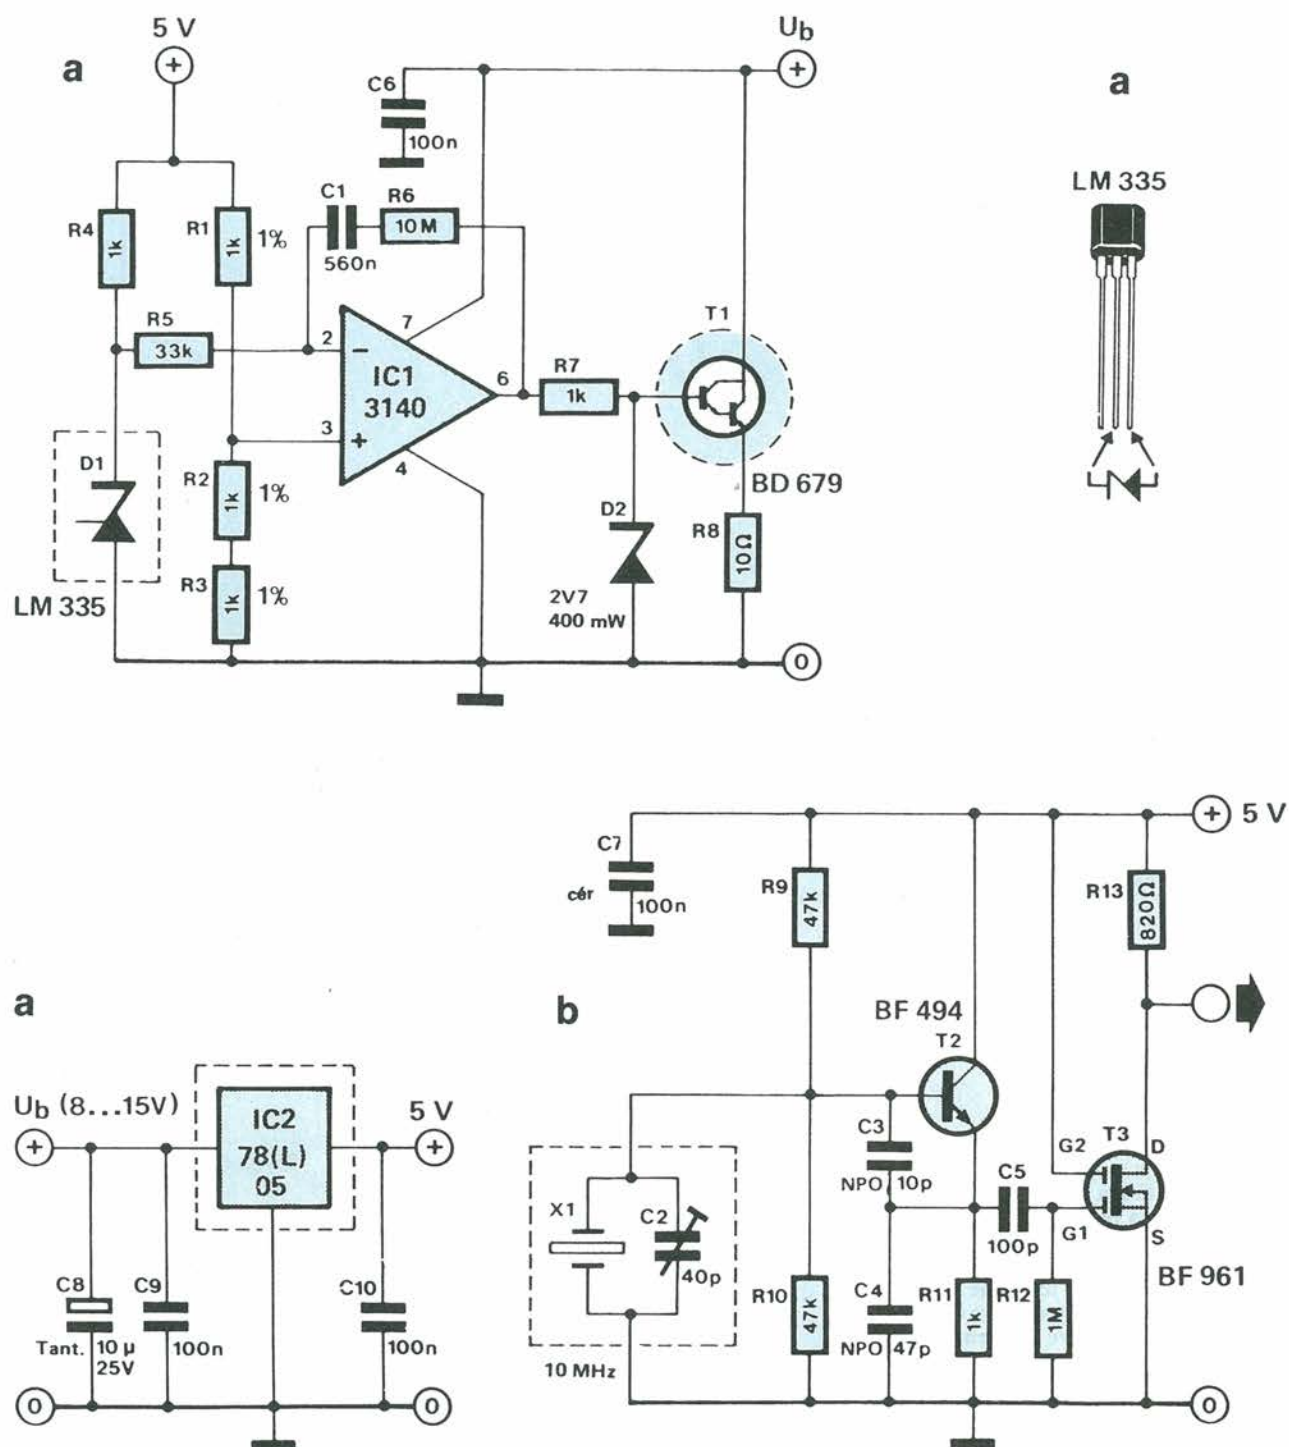 a
5 V
+
U_b
+
C6
100n
C1
560n
R6
10 M
R4
1k
R1
1k
1%
R5
33k
2
−
7
IC1
3140
3
+
4
6
R7
1k
T1
BD 679
D1
LM 335
R2
1k
1%
R3
1k
1%
D2
2V7
400 mW
R8
10Ω
0
a
LM 335
a
U_b (8...15V)
+
IC2
78(L)
05
5 V
+
C8
Tant.
10 µ
25V
C9
100n
C10
100n
0
0
b
+
5 V
C7
cér
100n
R9
47k
R13
820Ω
BF 494
T2
C3
NPO
10p
X1
C2
40p
10 MHz
R10
47k
C4
NPO
47p
R11
1k
C5
100p
R12
1M
G2
G1
T3
D
S
BF 961
0